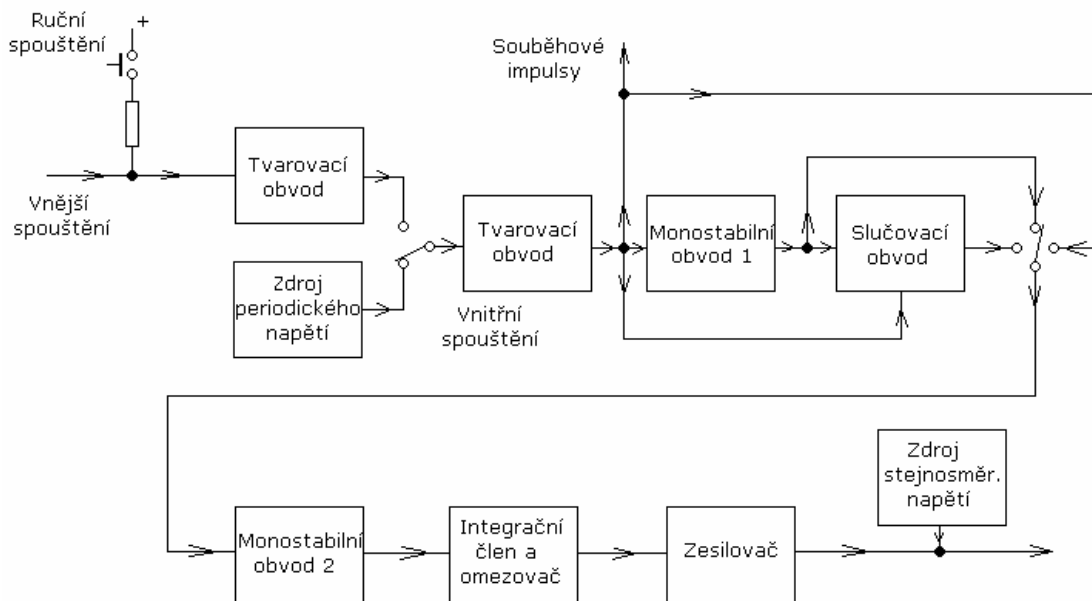 Ruční
spouštění
+
Souběhové
impulsy
Tvarovací
obvod
Vnější
spouštění
Tvarovací
obvod
Monostabilní
obvod 1
Slučovací
obvod
Zdroj
periodického
napětí
Vnitřní
spouštění
Zdroj
stejnosměr.
napětí
Monostabilní
obvod 2
Integrační
člen a
omezovač
Zesilovač